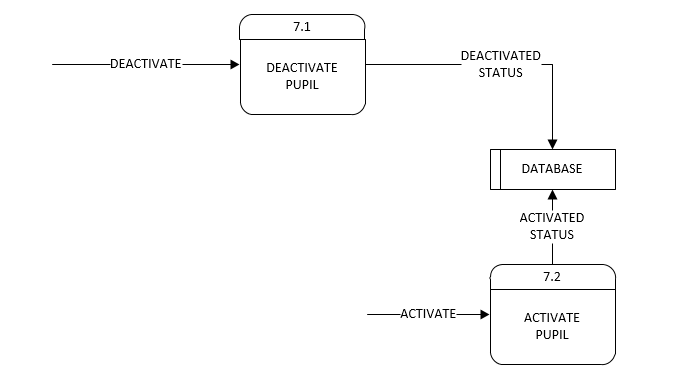 7.1
DEACTIVATE
DEACTIVATE
PUPIL
DEACTIVATED
STATUS
DATABASE
ACTIVATED
STATUS
7.2
ACTIVATE
ACTIVATE
PUPIL